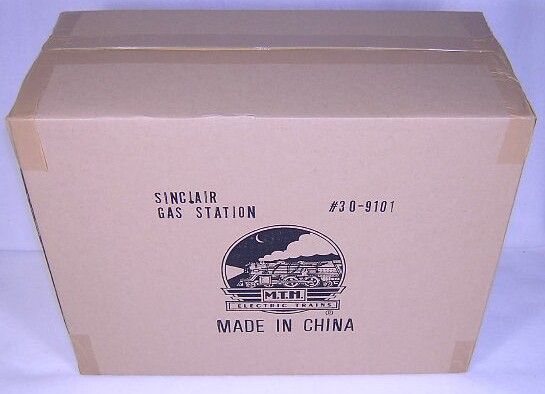 SINCLAIR
GAS STATION
#30-9101
M.T.H.
ELECTRIC TRAINS
®
MADE IN CHINA